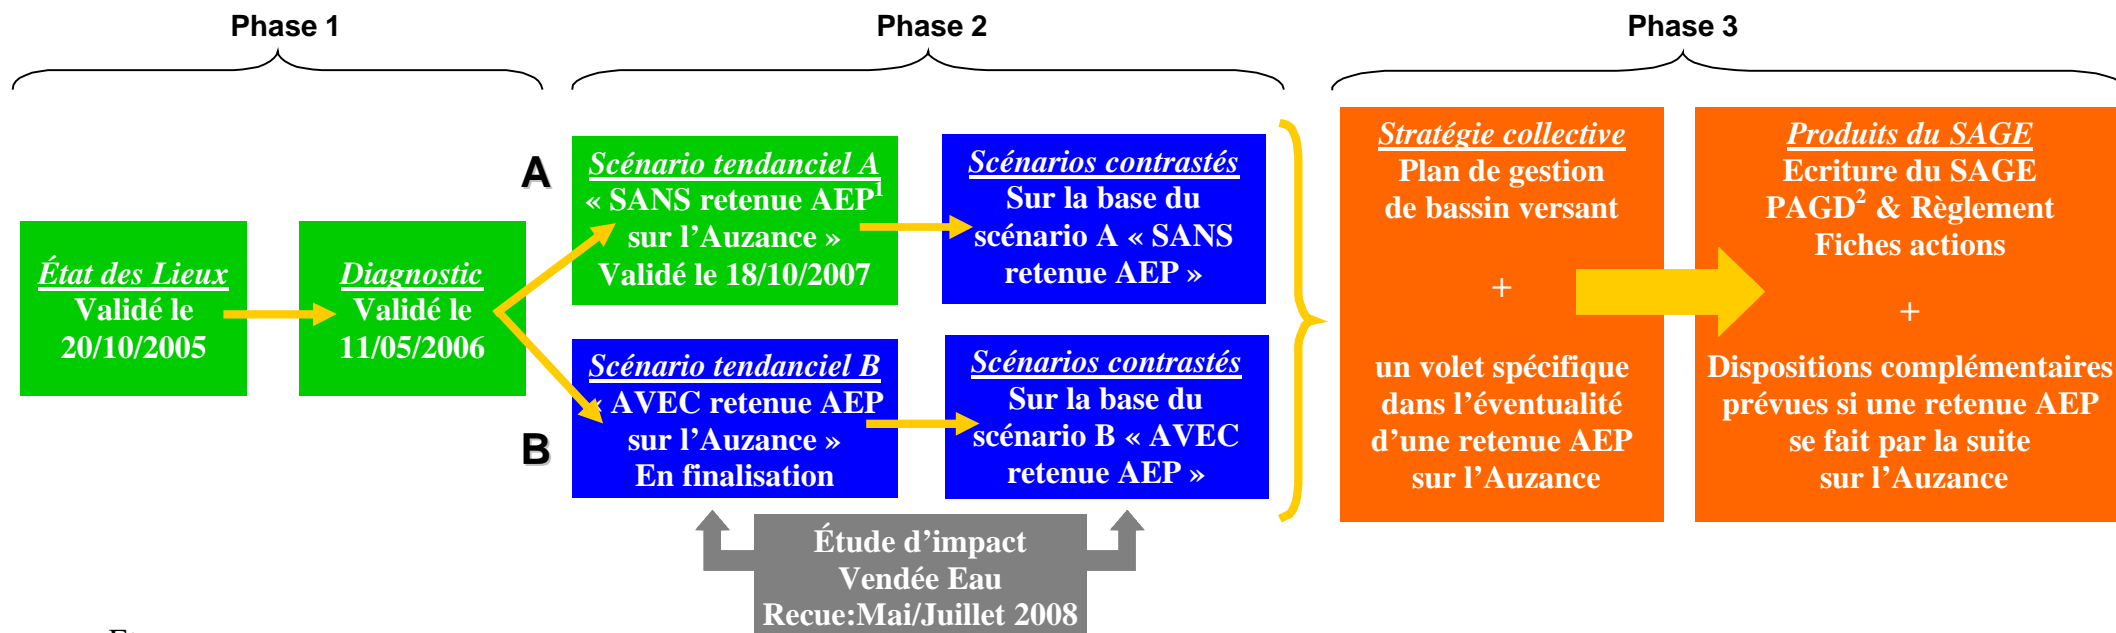 Phase 1
Phase 2
Phase 3
État des Lieux
Validé le
20/10/2005
Diagnostic
Validé le
11/05/2006
A
Scénario tendanciel A
« SANS retenue AEP¹
sur l’Auzance »
Validé le 18/10/2007
Scénarios contrastés
Sur la base du
scénario A « SANS
retenue AEP »
B
Scénario tendanciel B
« AVEC retenue AEP
sur l’Auzance »
En finalisation
Scénarios contrastés
Sur la base du
scénario B « AVEC
retenue AEP »
Étude d’impact
Vendée Eau
Recue:Mai/Juillet 2008
Stratégie collective
Plan de gestion
de bassin versant
+
un volet spécifique
dans l’éventualité
d’une retenue AEP
sur l’Auzance
Produits du SAGE
Ecriture du SAGE
PAGD² & Règlement
Fiches actions
+
Dispositions complémentaires
prévues si une retenue AEP
se fait par la suite
sur l’Auzance